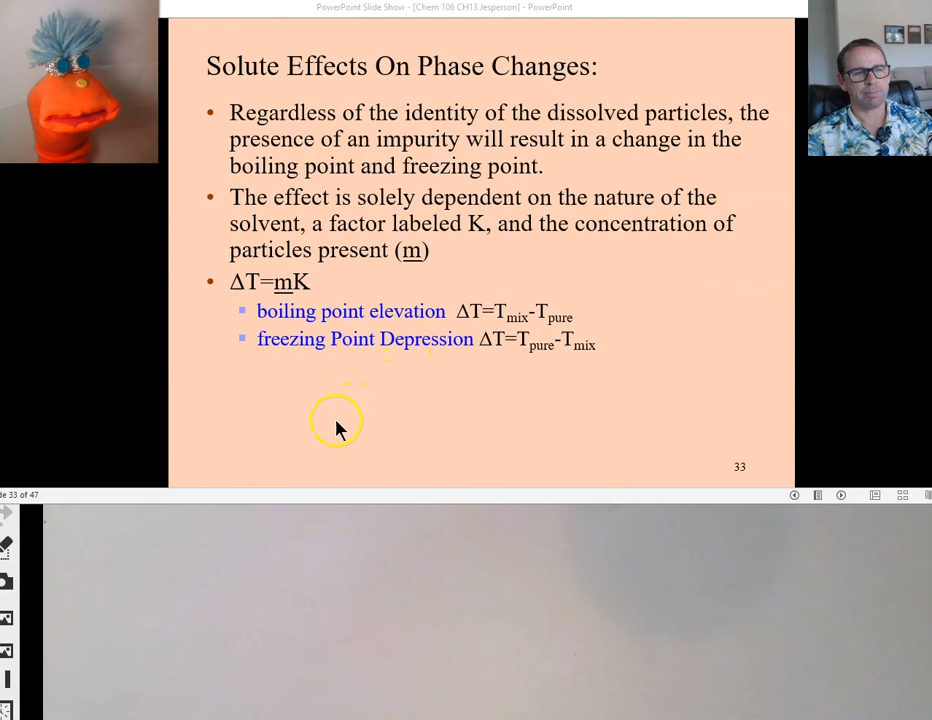 PowerPoint Slide Show - [Chem 106 CH13 Jesperson] - PowerPoint
Solute Effects On Phase Changes:
• Regardless of the identity of the dissolved particles, the
presence of an impurity will result in a change in the
boiling point and freezing point.
• The effect is solely dependent on the nature of the
solvent, a factor labeled K, and the concentration of
particles present (m)
• ΔT=mK
boiling point elevation ΔT=Tmix-Tpure
freezing Point Depression ΔT=Tpure-Tmix
33
de 33 of 47